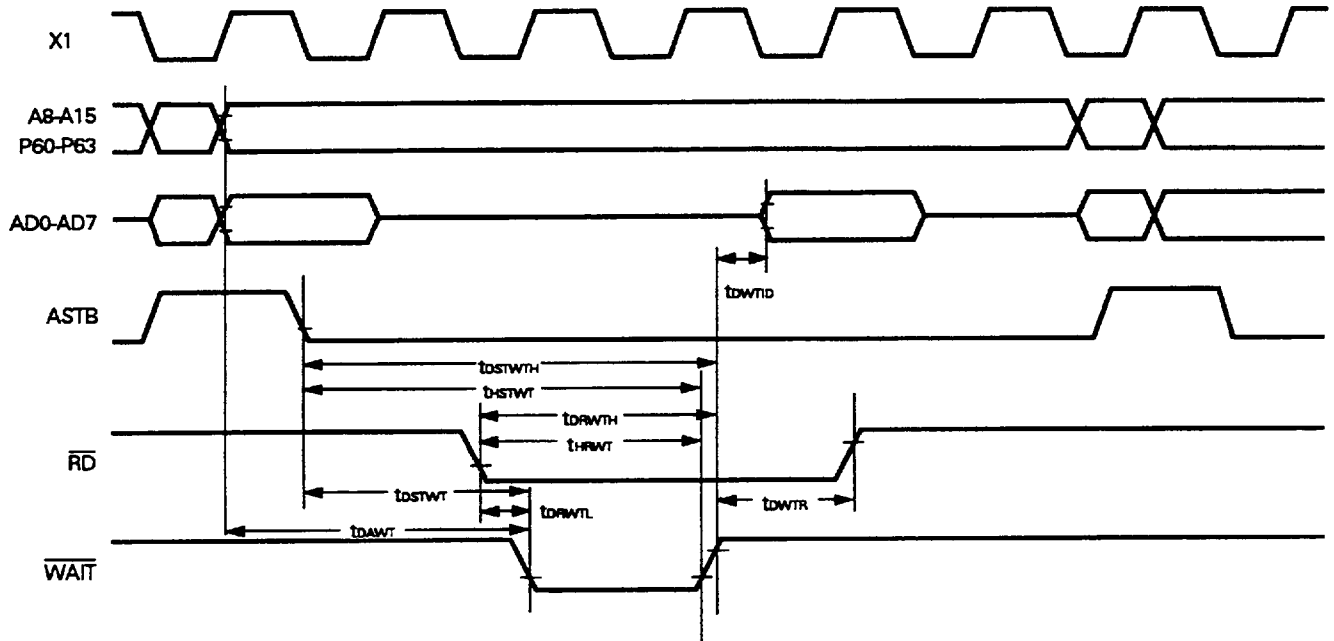 X1
A8-A15
P60-P63
AD0-AD7
tDWTID
ASTB
tDSTWTH
tHSTWT
tDRWTH
tHRWT
RD
tDSTWT
tDRWTL
tDWTR
tDAWT
WAIT